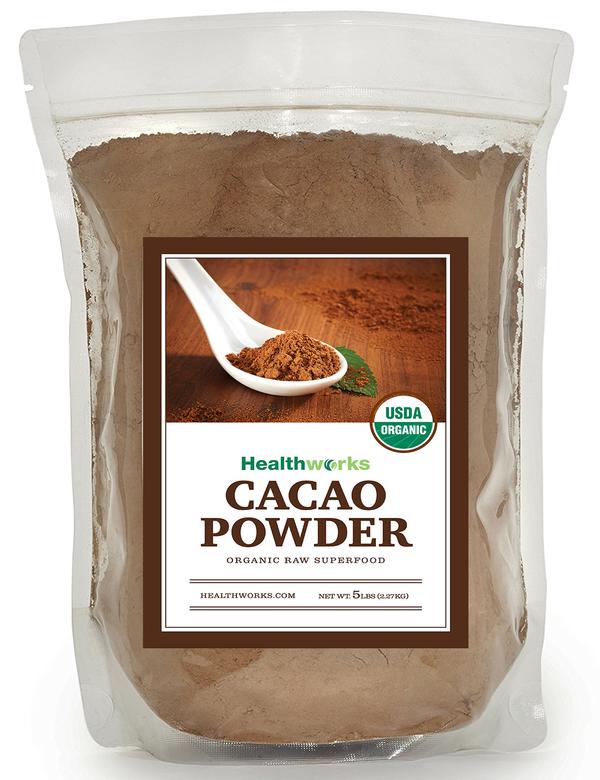 USDA
ORGANIC
Healthworks
CACAO
POWDER
ORGANIC RAW SUPERFOOD
HEALTHWORKS.COM NET WT. 5LBS (2.27KG)